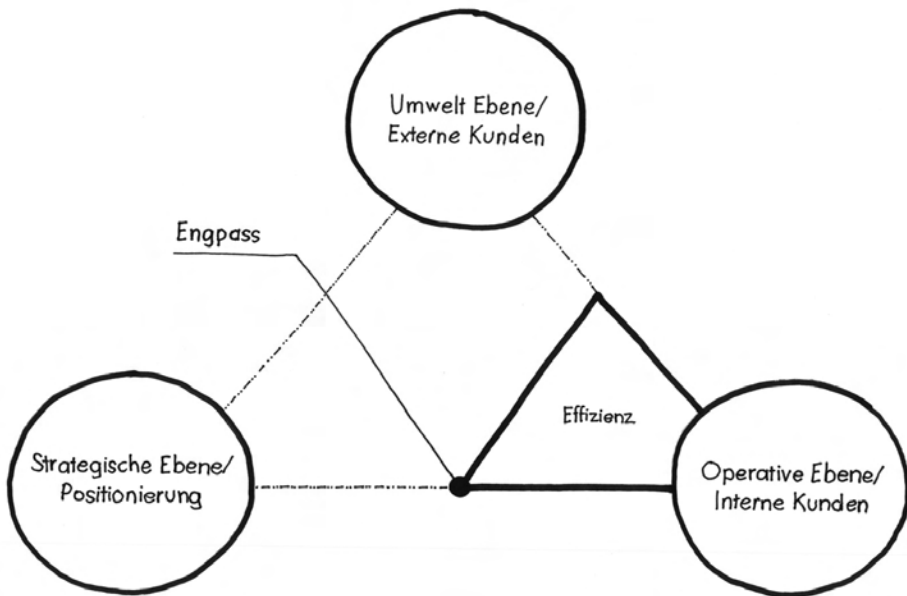 Umwelt Ebene/
Externe Kunden
Engpass
Effizienz
Strategische Ebene/
Positionierung
Operative Ebene/
Interne Kunden